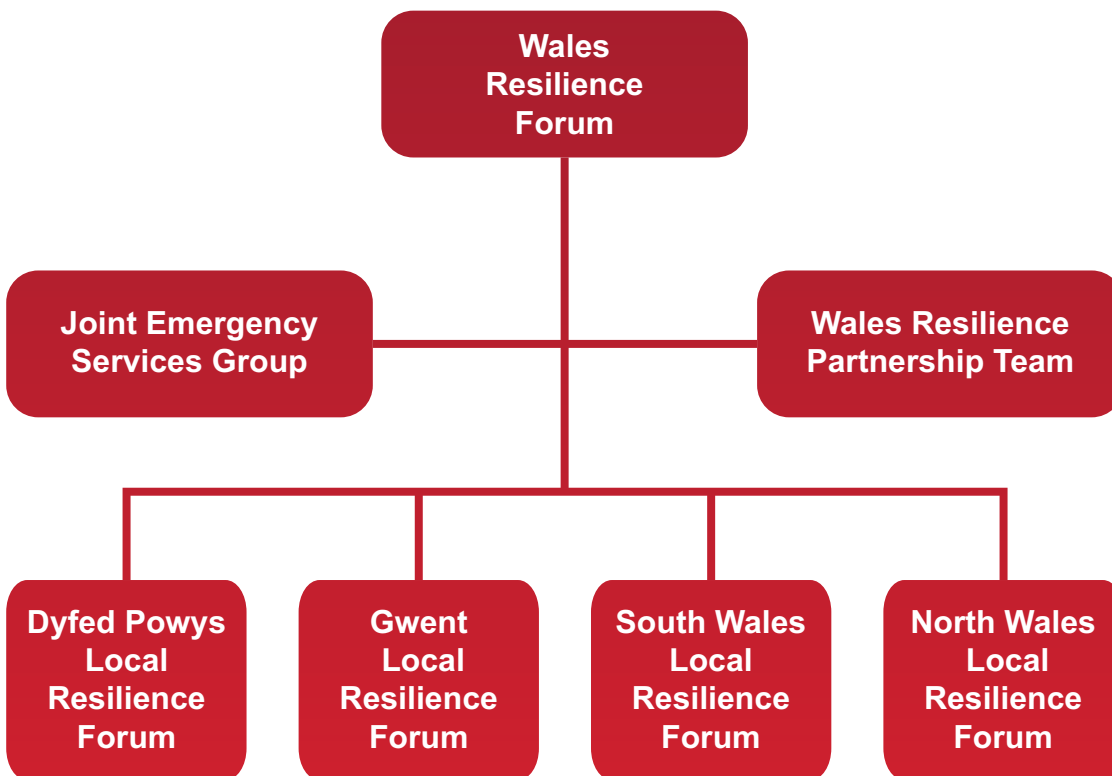 Wales
Resilience
Forum
Joint Emergency
Services Group
Wales Resilience
Partnership Team
Dyfed Powys
Local
Resilience
Forum
Gwent
Local
Resilience
Forum
South Wales
Local
Resilience
Forum
North Wales
Local
Resilience
Forum